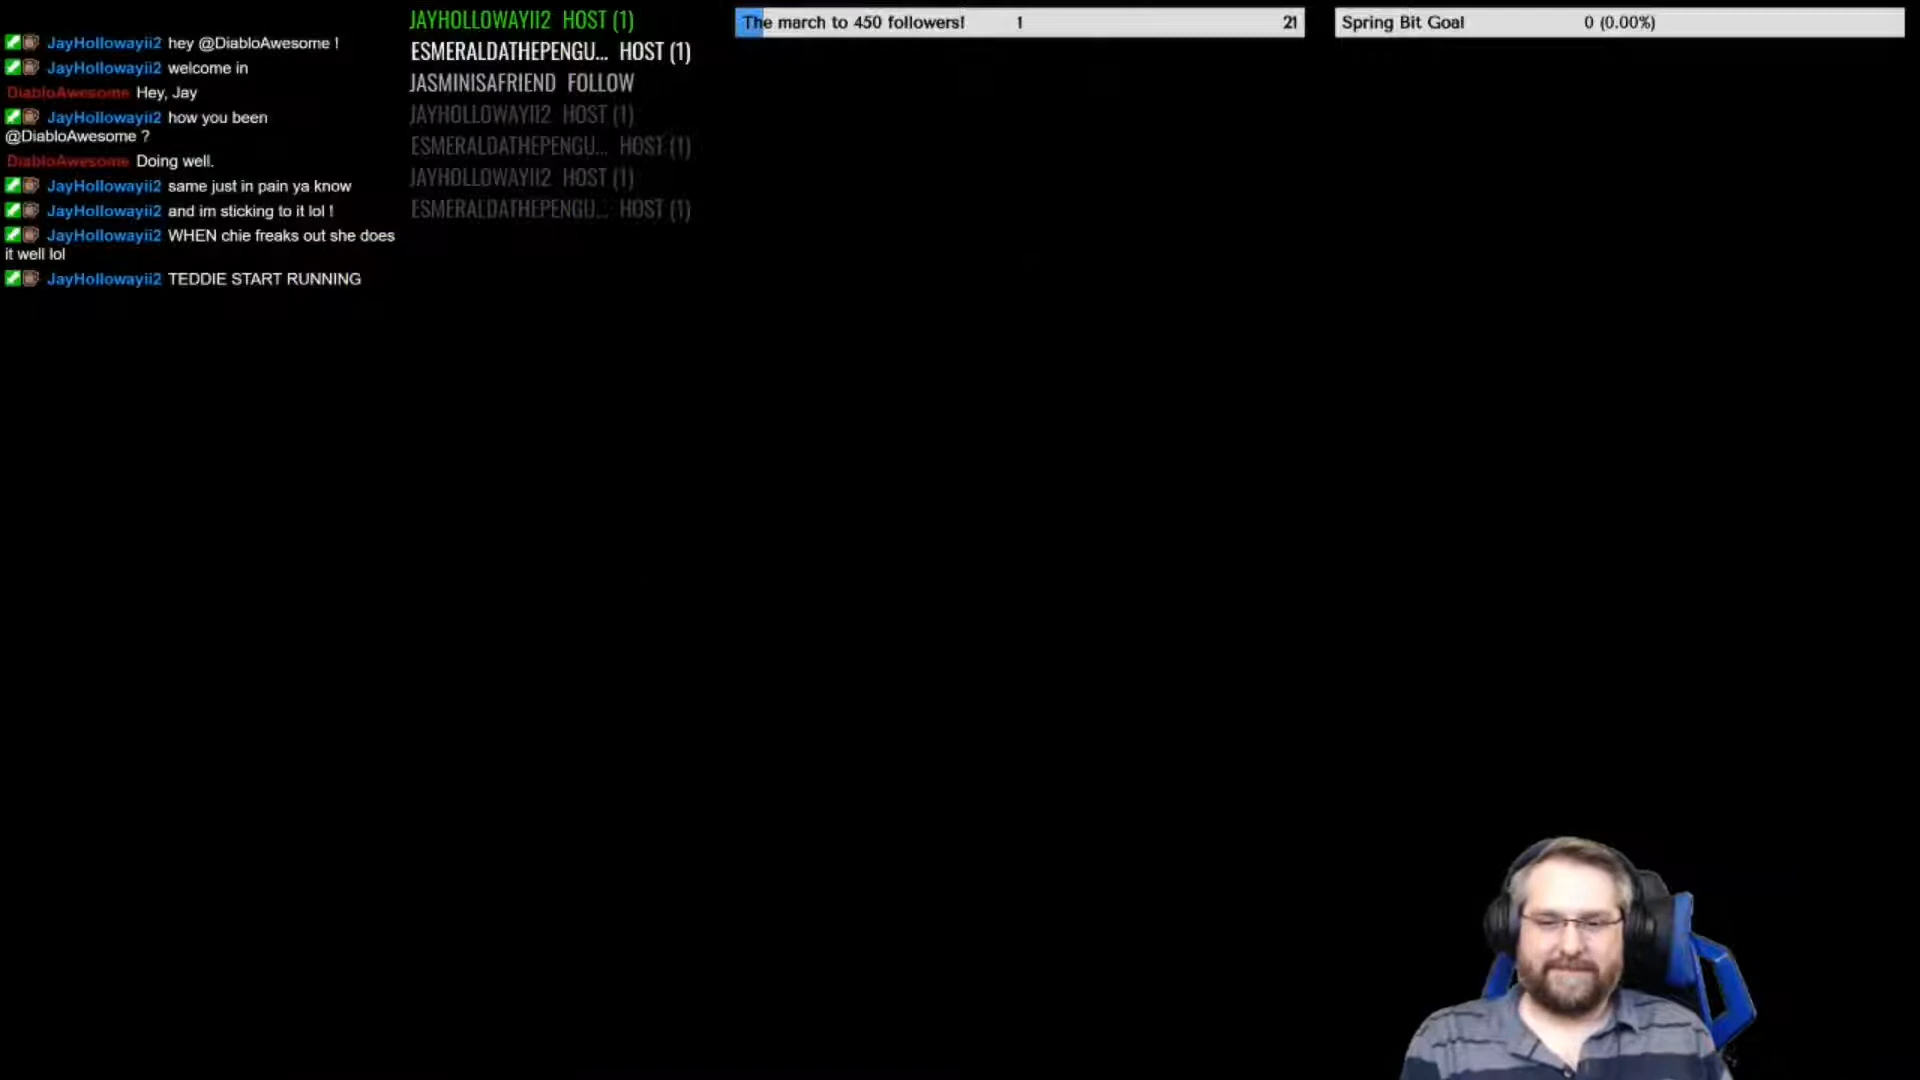 JayHollowayii2 hey @DiabloAwesome !
JayHollowayii2 welcome in
DiabloAwesome Hey, Jay
JayHollowayii2 how you been
@DiabloAwesome ?
DiabloAwesome Doing well.
JayHollowayii2 same just in pain ya know
JayHollowayii2 and im sticking to it lol !
JayHollowayii2 WHEN chie freaks out she does
it well lol
JayHollowayii2 TEDDIE START RUNNING
JAYHOLLOWAYII2 HOST (1)
ESMERALDATHEPENGU... HOST (1)
JASMINISAFRIEND FOLLOW
JAYHOLLOWAYII2 HOST (1)
ESMERALDATHEPENGU... HOST (1)
JAYHOLLOWAYII2 HOST (1)
ESMERALDATHEPENGU... HOST (1)
The march to 450 followers! 1 21
Spring Bit Goal 0 (0.00%)